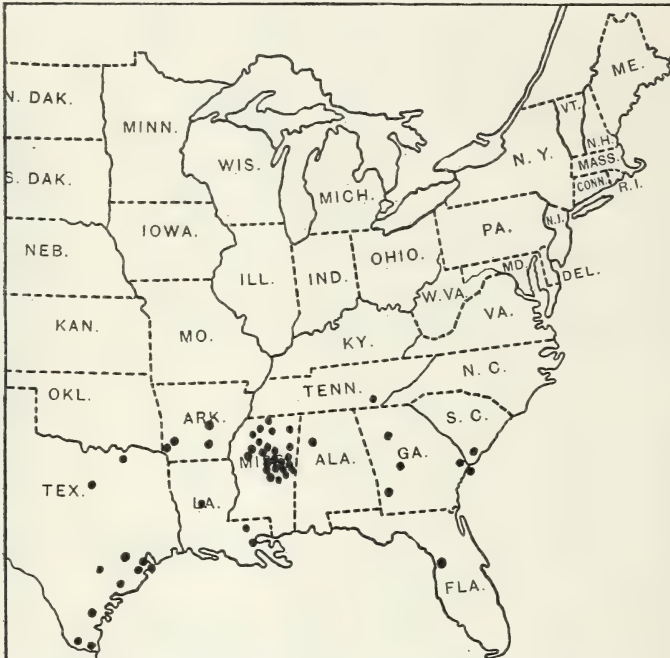 ME.
VT.
N. DAK.
MINN.
N.H.
WIS.
N. Y.
MASS.
S. DAK.
CONN.
R.I.
MICH.
IOWA.
N.J.
NEB.
PA.
OHIO.
ILL.
IND.
MD.
DEL.
W.VA.
VA.
KAN.
MO.
KY.
N. C.
TENN.
OKL.
ARK.
S. C.
MISS.
ALA.
GA.
TEX.
LA.
FLA.